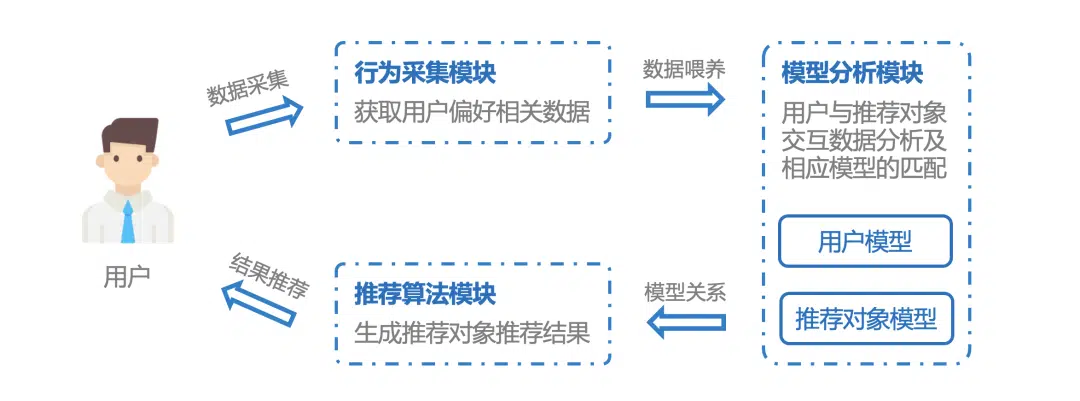 数据采集
行为采集模块
获取用户偏好相关数据
数据喂养
模型分析模块
用户与推荐对象
交互数据分析及
相应模型的匹配
用户模型
推荐对象模型
模型关系
推荐算法模块
生成推荐对象推荐结果
结果推荐
用户